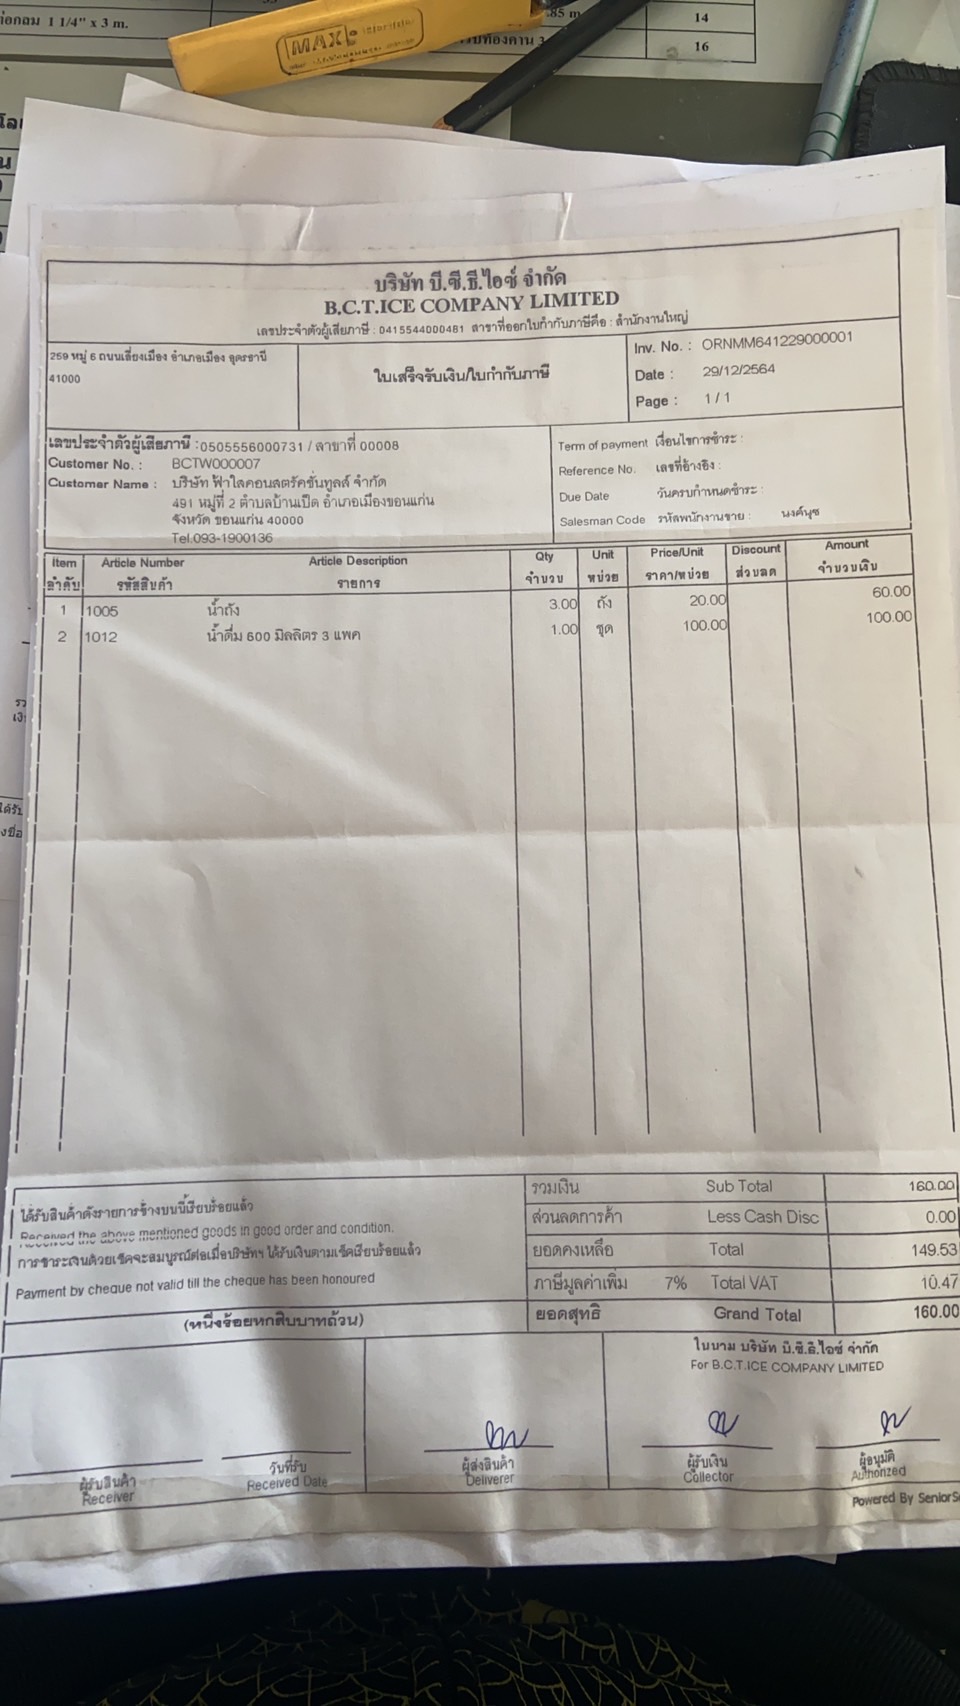 ท่อกลม 1 1/4" x 3 m.
.85 m
14
16
MAX
บริษัท บี.ซี.ธี.ไอซ์ จำกัด
B.C.T.ICE COMPANY LIMITED
เลขประจำตัวผู้เสียภาษี : 0415544000481 สาขาที่ออกใบกำกับภาษีคือ : สำนักงานใหญ่
259 หมู่ 6 ถนนเลี่ยงเมือง อำเภอเมือง อุดรธานี
41000
ใบเสร็จรับเงิน/ใบกำกับภาษี
Inv. No. : ORNMM641229000001
Date : 29/12/2564
Page : 1 / 1
เลขประจำตัวผู้เสียภาษี : 0505556000731 / สาขาที่ 00008
Customer No. : BCTW000007
Customer Name : บริษัท ฟ้าใสคอนสตรัคชั่นทูลส์ จำกัด
491 หมู่ที่ 2 ตำบลบ้านเป็ด อำเภอเมืองขอนแก่น
จังหวัด ขอนแก่น 40000
Tel.093-1900136
Term of payment เงื่อนไขการชำระ :
Reference No. เลขที่อ้างอิง :
Due Date วันครบกำหนดชำระ :
Salesman Code รหัสพนักงานขาย : นงค์นุช
Item Article Number Article Description Qty Unit Price/Unit Discount Amount
ลำดับ รหัสสินค้า รายการ จำนวน หน่วย ราคา/หน่วย ส่วนลด จำนวนเงิน
1 1005 น้ำถัง 3.00 ถัง 20.00 60.00
2 1012 น้ำดื่ม 600 มิลลิตร 3 แพค 1.00 ชุด 100.00 100.00
ได้รับสินค้าดังรายการข้างบนนี้เรียบร้อยแล้ว
Received the above mentioned goods in good order and condition.
การชำระเงินด้วยเช็คจะสมบูรณ์ต่อเมื่อบริษัทฯ ได้รับเงินตามเช็คเรียบร้อยแล้ว
Payment by cheque not valid till the cheque has been honoured
(หนึ่งร้อยหกสิบบาทถ้วน)
รวมเงิน Sub Total 160.00
ส่วนลดการค้า Less Cash Disc 0.00
ยอดคงเหลือ Total 149.53
ภาษีมูลค่าเพิ่ม 7% Total VAT 10.47
ยอดสุทธิ Grand Total 160.00
ในนาม บริษัท บี.ซี.ธี.ไอซ์ จำกัด
For B.C.T.ICE COMPANY LIMITED
ผู้รับสินค้า วันที่รับ ผู้ส่งสินค้า ผู้รับเงิน ผู้อนุมัติ
Receiver Received Date Deliverer Collector Authorized
Powered By SeniorS